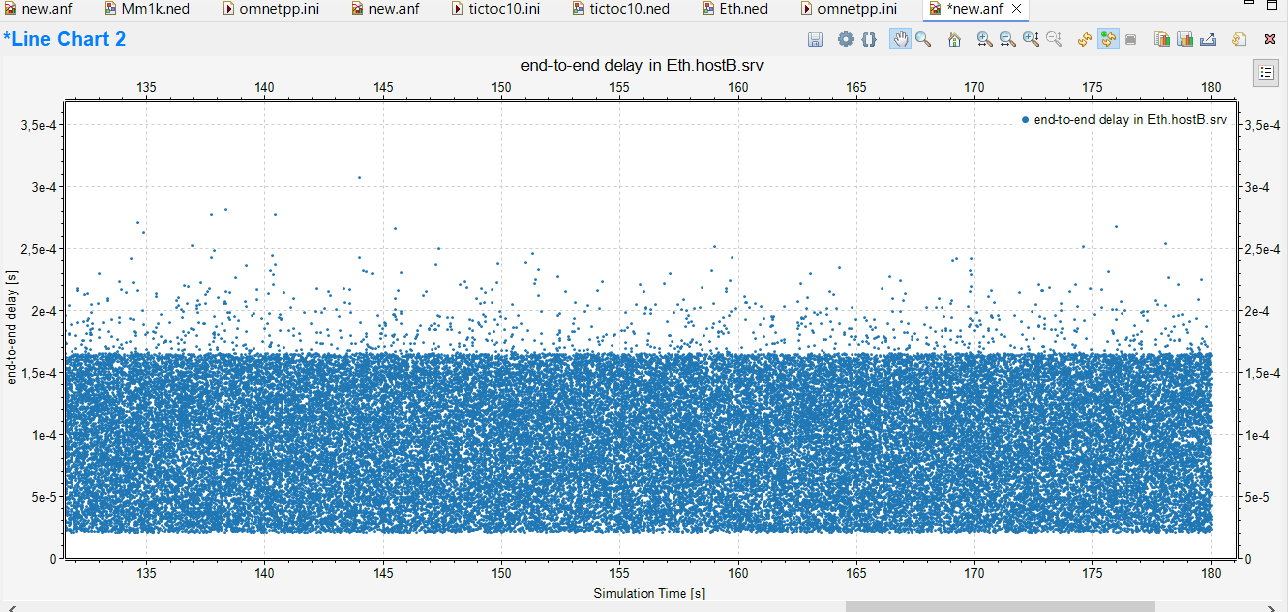 new.anf Mm1k.ned omnetpp.ini new.anf tictoc10.ini tictoc10.ned Eth.ned omnetpp.ini *new.anf
*Line Chart 2
end-to-end delay in Eth.hostB.srv
135 140 145 150 155 160 165 170 175 180
end-to-end delay in Eth.hostB.srv
3,5e-4 3,5e-4
3e-4 3e-4
2,5e-4 2,5e-4
2e-4 2e-4
1,5e-4 1,5e-4
1e-4 1e-4
5e-5 5e-5
0 0
end-to-end delay [s]
135 140 145 150 155 160 165 170 175 180
Simulation Time [s]